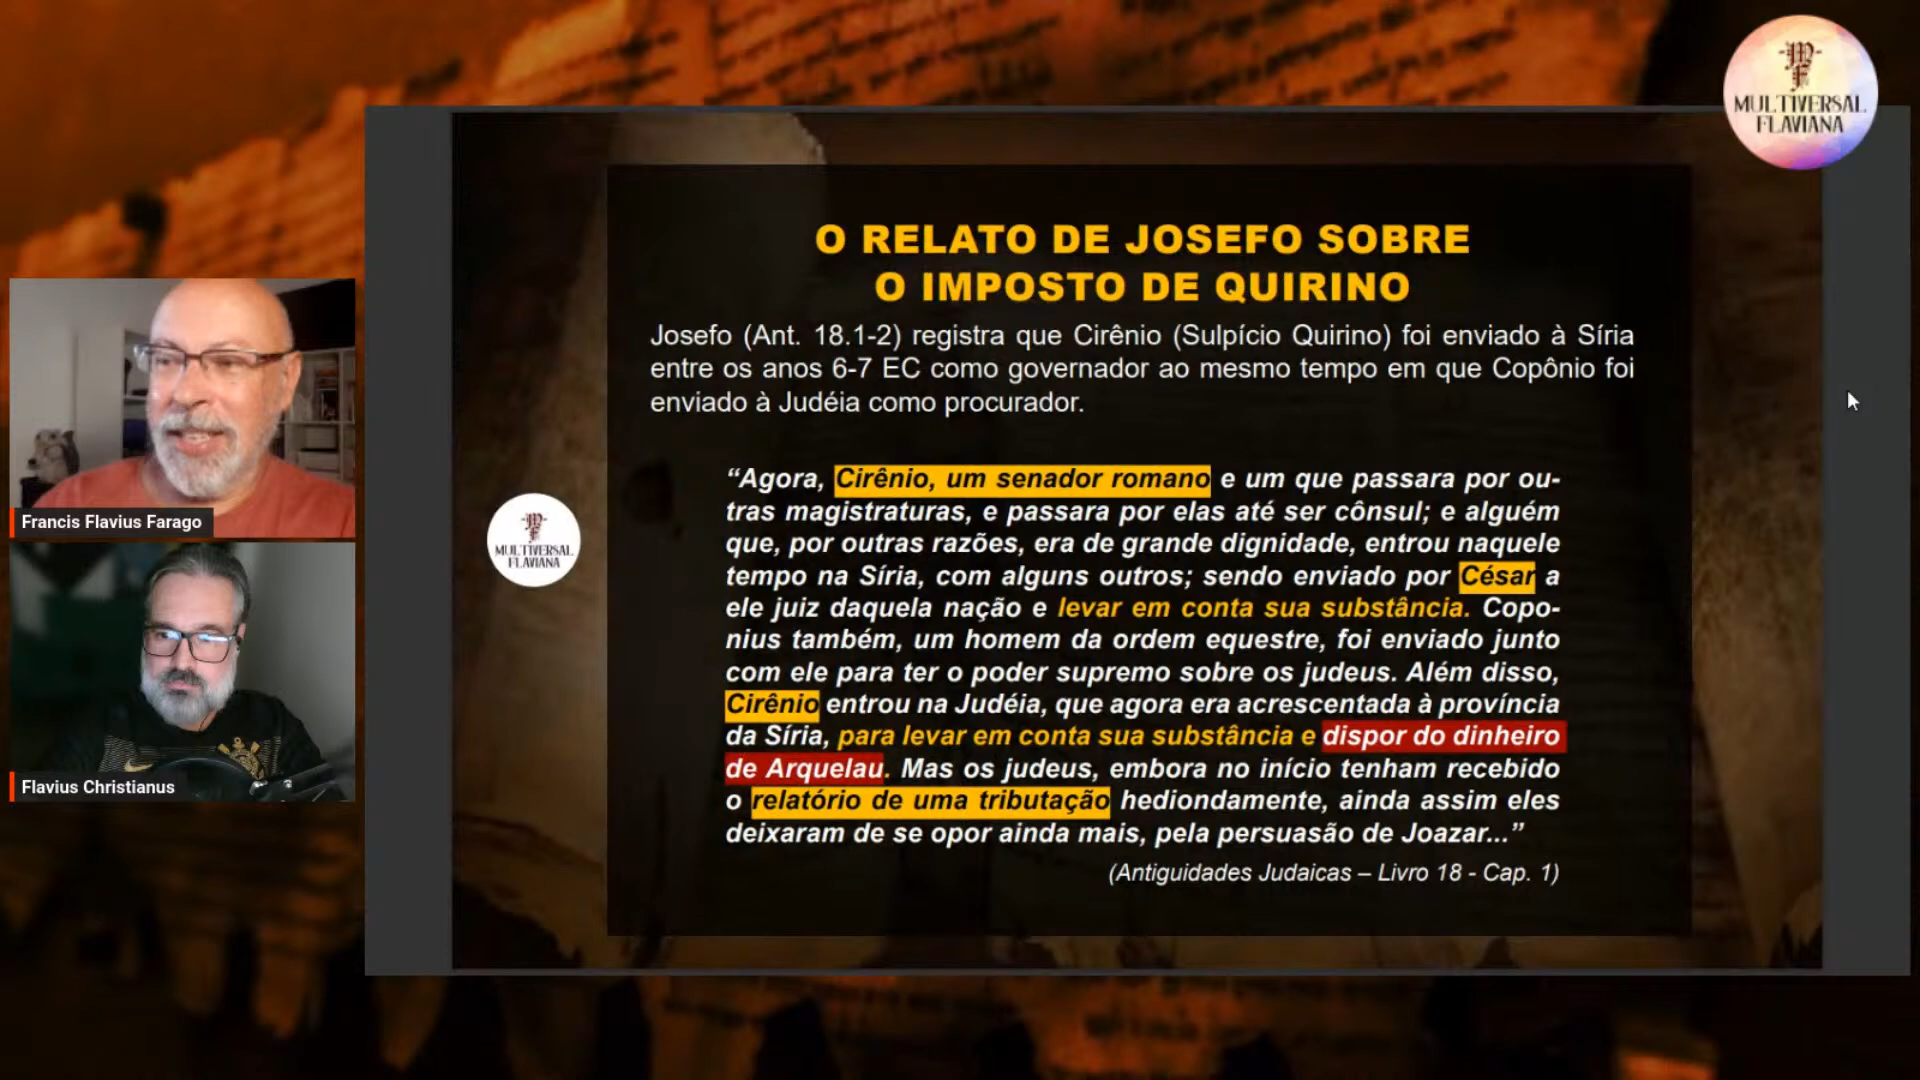 MULTIVERSAL
FLAVIANA
O RELATO DE JOSEFO SOBRE
O IMPOSTO DE QUIRINO
Josefo (Ant. 18.1-2) registra que Cirênio (Sulpício Quirino) foi enviado à Síria
entre os anos 6-7 EC como governador ao mesmo tempo em que Copônio foi
enviado à Judéia como procurador.
“Agora, Cirênio, um senador romano e um que passara por ou-
tras magistraturas, e passara por elas até ser cônsul; e alguém
que, por outras razões, era de grande dignidade, entrou naquele
tempo na Síria, com alguns outros; sendo enviado por César a
ele juiz daquela nação e levar em conta sua substância. Copo-
nius também, um homem da ordem equestre, foi enviado junto
com ele para ter o poder supremo sobre os judeus. Além disso,
Cirênio entrou na Judéia, que agora era acrescentada à província
da Síria, para levar em conta sua substância e dispor do dinheiro
de Arquelau. Mas os judeus, embora no início tenham recebido
o relatório de uma tributação hediondamente, ainda assim eles
deixaram de se opor ainda mais, pela persuasão de Joazar...”
(Antiguidades Judaicas – Livro 18 - Cap. 1)
MULTIVERSAL
FLAVIANA
Francis Flavius Farago
Flavius Christianus